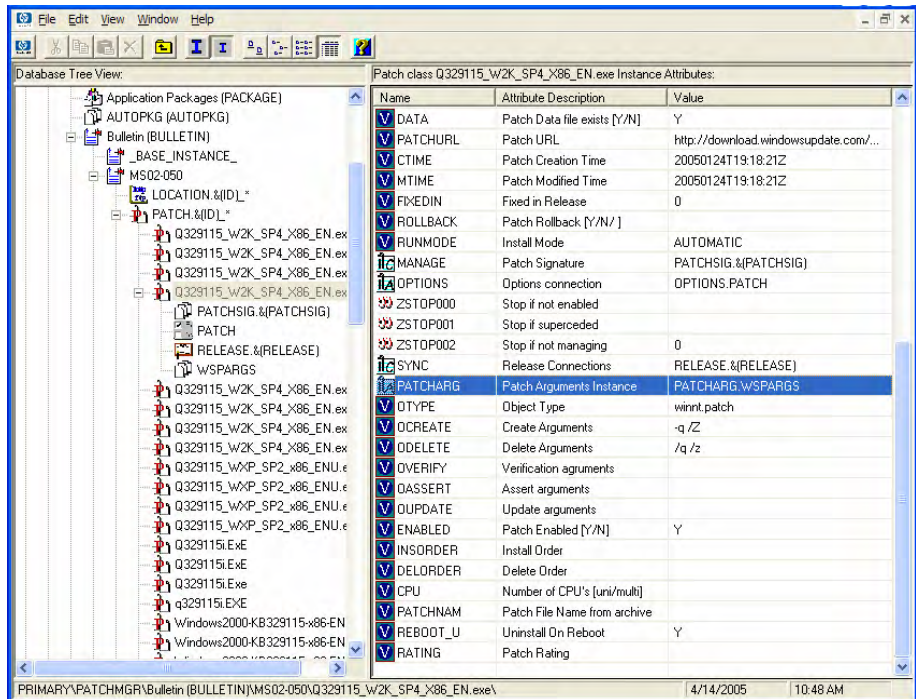 File Edit View Window Help
Database Tree View:
Application Packages (PACKAGE)
AUTOPKG (AUTOPKG)
Bulletin (BULLETIN)
_BASE_INSTANCE_
MS02-050
LOCATION.&(ID)_*
PATCH.&(ID)_*
Q329115_W2K_SP4_X86_EN.ex
Q329115_W2K_SP4_X86_EN.ex
Q329115_W2K_SP4_X86_EN.ex
Q329115_W2K_SP4_X86_EN.ex
PATCHSIG.&(PATCHSIG)
PATCH
RELEASE.&(RELEASE)
WSPARGS
Q329115_W2K_SP4_X86_EN.ex
Q329115_W2K_SP4_X86_EN.ex
Q329115_W2K_SP4_X86_EN.ex
Q329115_WXP_SP2_x86_ENU.e
Q329115_WXP_SP2_x86_ENU.e
Q329115_WXP_SP2_x86_ENU.e
Q329115_WXP_SP2_x86_ENU.e
Q329115i.ExE
Q329115i.ExE
Q329115i.Exe
q329115i.EXE
Windows2000-KB329115-x86-EN
Windows2000-KB329115-x86-EN
Patch class Q329115_W2K_SP4_X86_EN.exe Instance Attributes:
Name Attribute Description Value
DATA Patch Data file exists [Y/N] Y
PATCHURL Patch URL http://download.windowsupdate.com/...
CTIME Patch Creation Time 20050124T19:18:21Z
MTIME Patch Modified Time 20050124T19:18:21Z
FIXEDIN Fixed in Release 0
ROLLBACK Patch Rollback [Y/N/ ]
RUNMODE Install Mode AUTOMATIC
MANAGE Patch Signature PATCHSIG.&(PATCHSIG)
OPTIONS Options connection OPTIONS.PATCH
ZSTOP000 Stop if not enabled
ZSTOP001 Stop if superceded
ZSTOP002 Stop if not managing 0
SYNC Release Connections RELEASE.&(RELEASE)
PATCHARG Patch Arguments Instance PATCHARG.WSPARGS
OTYPE Object Type winnt.patch
OCREATE Create Arguments -q /Z
ODELETE Delete Arguments /q /z
OVERIFY Verification agruments
OASSERT Assert arguments
OUPDATE Update arguments
ENABLED Patch Enabled [Y/N] Y
INSORDER Install Order
DELORDER Delete Order
CPU Number of CPU's [uni/multi]
PATCHNAM Patch File Name from archive
REBOOT_U Uninstall On Reboot Y
RATING Patch Rating
PRIMARY\PATCHMGR\Bulletin (BULLETIN)\MS02-050\Q329115_W2K_SP4_X86_EN.exe\ 4/14/2005 10:48 AM